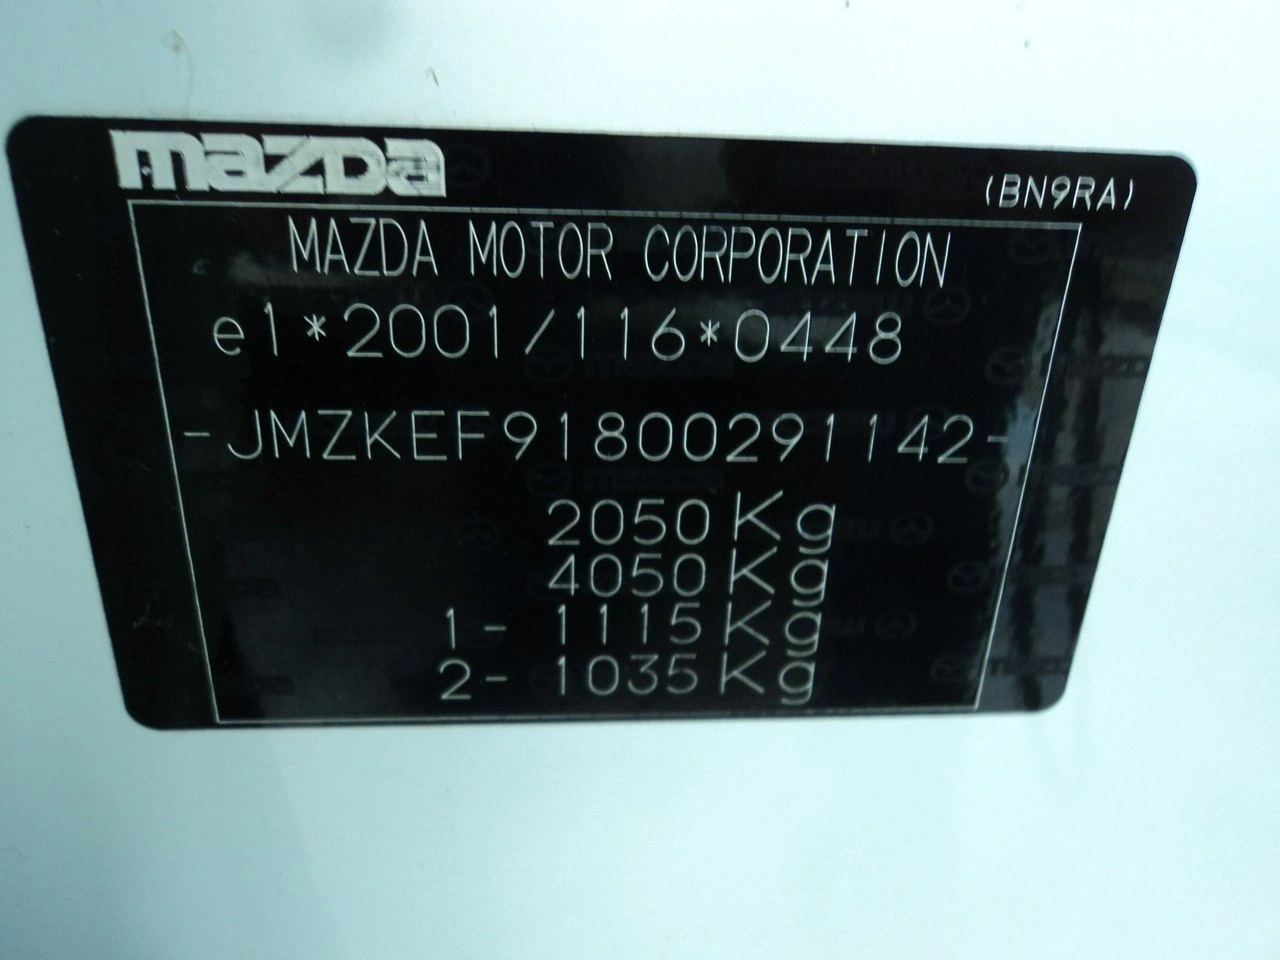 mazda
(BN9RA)
MAZDA MOTOR CORPORATION
e1*2001/116*0448
-JMZKEF91800291142-
2050Kg
4050Kg
1- 1115Kg
2- 1035Kg